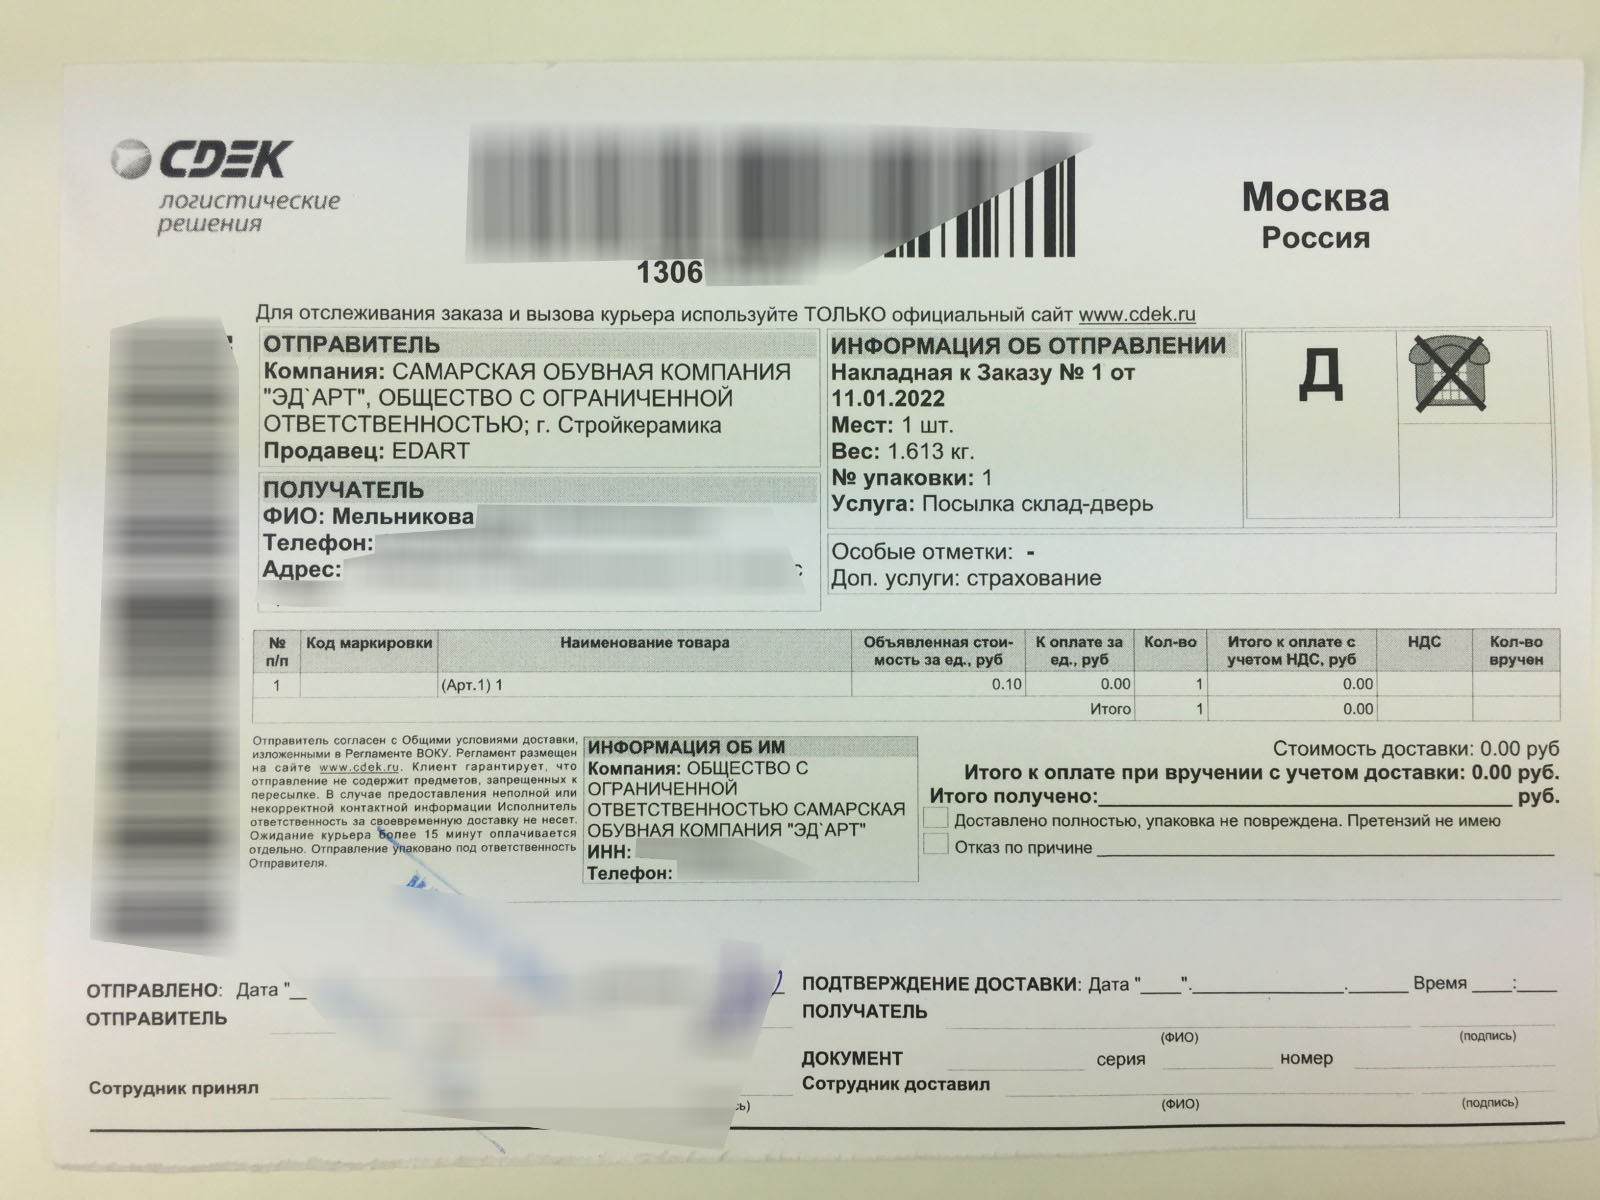 CDEK
логистические
решения
1306
Москва
Россия
Для отслеживания заказа и вызова курьера используйте ТОЛЬКО официальный сайт www.cdek.ru
ОТПРАВИТЕЛЬ
Компания: САМАРСКАЯ ОБУВНАЯ КОМПАНИЯ
"ЭД`АРТ", ОБЩЕСТВО С ОГРАНИЧЕННОЙ
ОТВЕТСТВЕННОСТЬЮ; г. Стройкерамика
Продавец: EDART
ПОЛУЧАТЕЛЬ
ФИО: Мельникова
Телефон:
Адрес:
ИНФОРМАЦИЯ ОБ ОТПРАВЛЕНИИ
Накладная к Заказу № 1 от
11.01.2022
Мест: 1 шт.
Вес: 1.613 кг.
№ упаковки: 1
Услуга: Посылка склад-дверь
Д
Особые отметки: -
Доп. услуги: страхование
№ п/п Код маркировки Наименование товара Объявленная стои-мость за ед., руб К оплате за ед., руб Кол-во Итого к оплате с учетом НДС, руб НДС Кол-во вручен
1 (Арт.1) 1 0.10 0.00 1 0.00
Итого 1 0.00
Отправитель согласен с Общими условиями доставки,
изложенными в Регламенте ВОКУ. Регламент размещен
на сайте www.cdek.ru. Клиент гарантирует, что
отправление не содержит предметов, запрещенных к
пересылке. В случае предоставления неполной или
некорректной контактной информации Исполнитель
ответственность за своевременную доставку не несет.
Ожидание курьера более 15 минут оплачивается
отдельно. Отправление упаковано под ответственность
Отправителя.
ИНФОРМАЦИЯ ОБ ИМ
Компания: ОБЩЕСТВО С
ОГРАНИЧЕННОЙ
ОТВЕТСТВЕННОСТЬЮ САМАРСКАЯ
ОБУВНАЯ КОМПАНИЯ "ЭД`АРТ"
ИНН:
Телефон:
Стоимость доставки: 0.00 руб
Итого к оплате при вручении с учетом доставки: 0.00 руб.
Итого получено:____ руб.
Доставлено полностью, упаковка не повреждена. Претензий не имею
Отказ по причине
ОТПРАВЛЕНО: Дата "__
ОТПРАВИТЕЛЬ
Сотрудник принял
ПОДТВЕРЖДЕНИЕ ДОСТАВКИ: Дата "____".____.____ Время ____:____
ПОЛУЧАТЕЛЬ
(ФИО) (подпись)
ДОКУМЕНТ серия номер
Сотрудник доставил
(ФИО) (подпись)